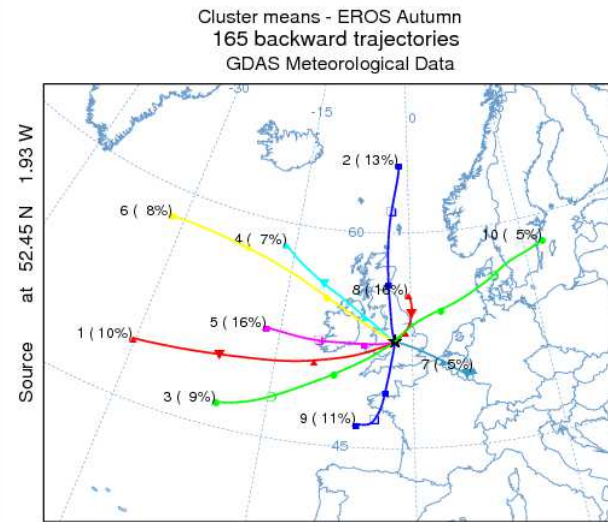 Cluster means - EROS Autumn
165 backward trajectories
GDAS Meteorological Data
Source at 52.45 N 1.93 W
-30
-15
0
2 (13%)
6 ( 8%)
4 ( 7%)
60
10 ( 5%)
8 (16%)
5 (16%)
1 (10%)
7 ( 5%)
3 ( 9%)
9 (11%)
45